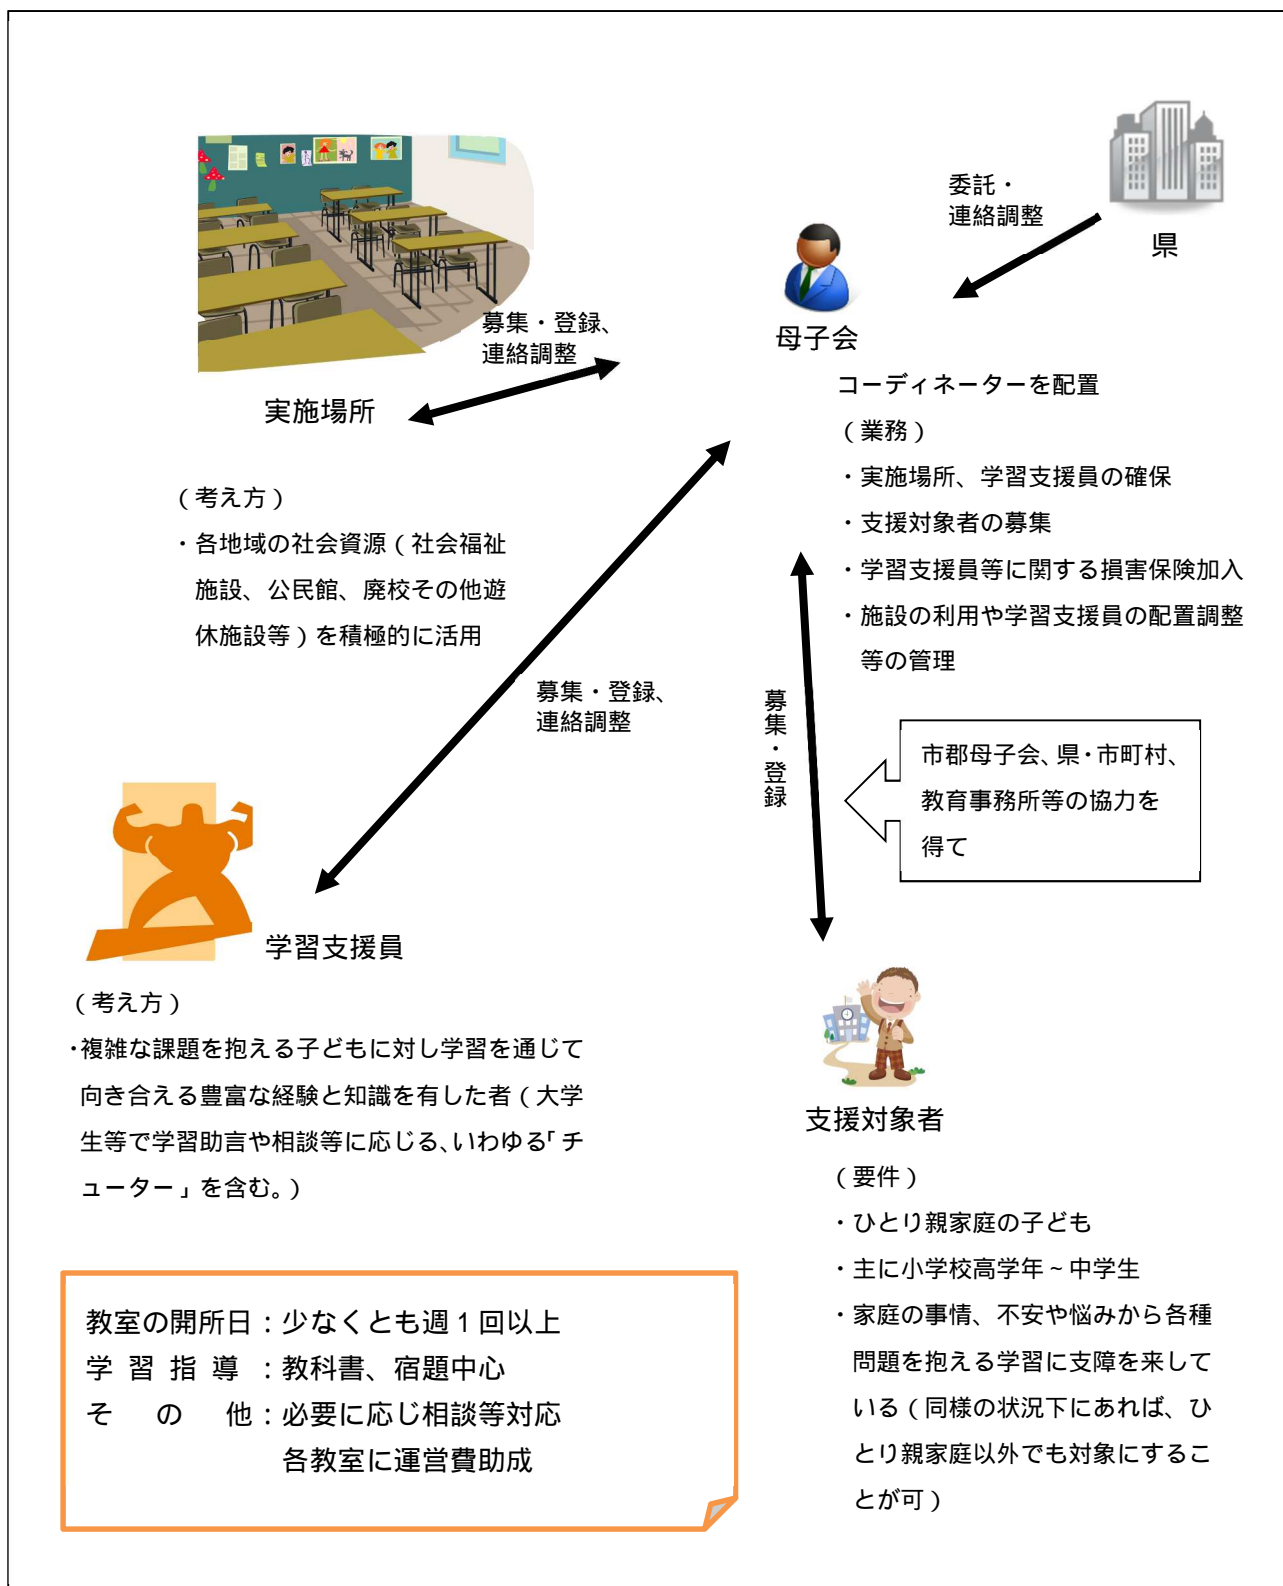 委託・
連絡調整
県
母子会
募集・登録、
連絡調整
実施場所
コーディネーターを配置
（業務）
・実施場所、学習支援員の確保
・支援対象者の募集
・学習支援員等に関する損害保険加入
・施設の利用や学習支援員の配置調整
等の管理
（考え方）
・各地域の社会資源（社会福祉
施設、公民館、廃校その他遊
休施設等）を積極的に活用
募集・登録、
連絡調整
募集・登録
市郡母子会、県・市町村、
教育事務所等の協力を
得て
学習支援員
（考え方）
・複雑な課題を抱える子どもに対し学習を通じて
向き合える豊富な経験と知識を有した者（大学
生等で学習助言や相談等に応じる、いわゆる「チ
ューター」を含む。）
支援対象者
（要件）
・ひとり親家庭の子ども
・主に小学校高学年～中学生
・家庭の事情、不安や悩みから各種
問題を抱える学習に支障を来して
いる（同様の状況下にあれば、ひ
とり親家庭以外でも対象にするこ
とが可）
教室の開所日：少なくとも週１回以上
学 習 指 導 ：教科書、宿題中心
そ の 他：必要に応じ相談等対応
各教室に運営費助成